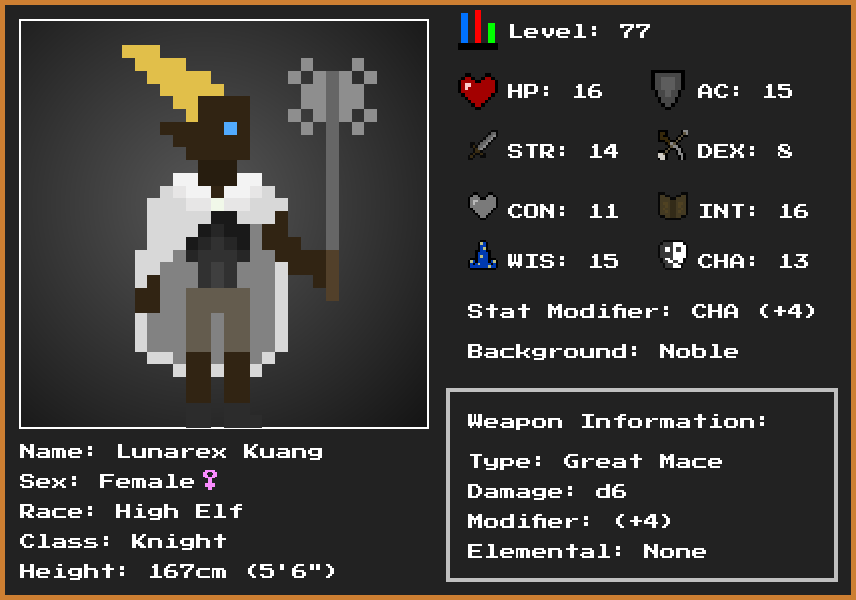 Level: 77
HP: 16 AC: 15
STR: 14 DEX: 8
CON: 11 INT: 16
WIS: 15 CHA: 13
Stat Modifier: CHA (+4)
Background: Noble
Weapon Information:
Type: Great Mace
Damage: d6
Modifier: (+4)
Elemental: None
Name: Lunarex Kuang
Sex: Female♀
Race: High Elf
Class: Knight
Height: 167cm (5'6")